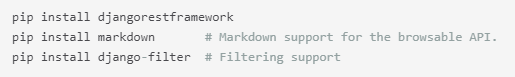 pip install djangorestframework
pip install markdown       # Markdown support for the browsable API.
pip install django-filter  # Filtering support